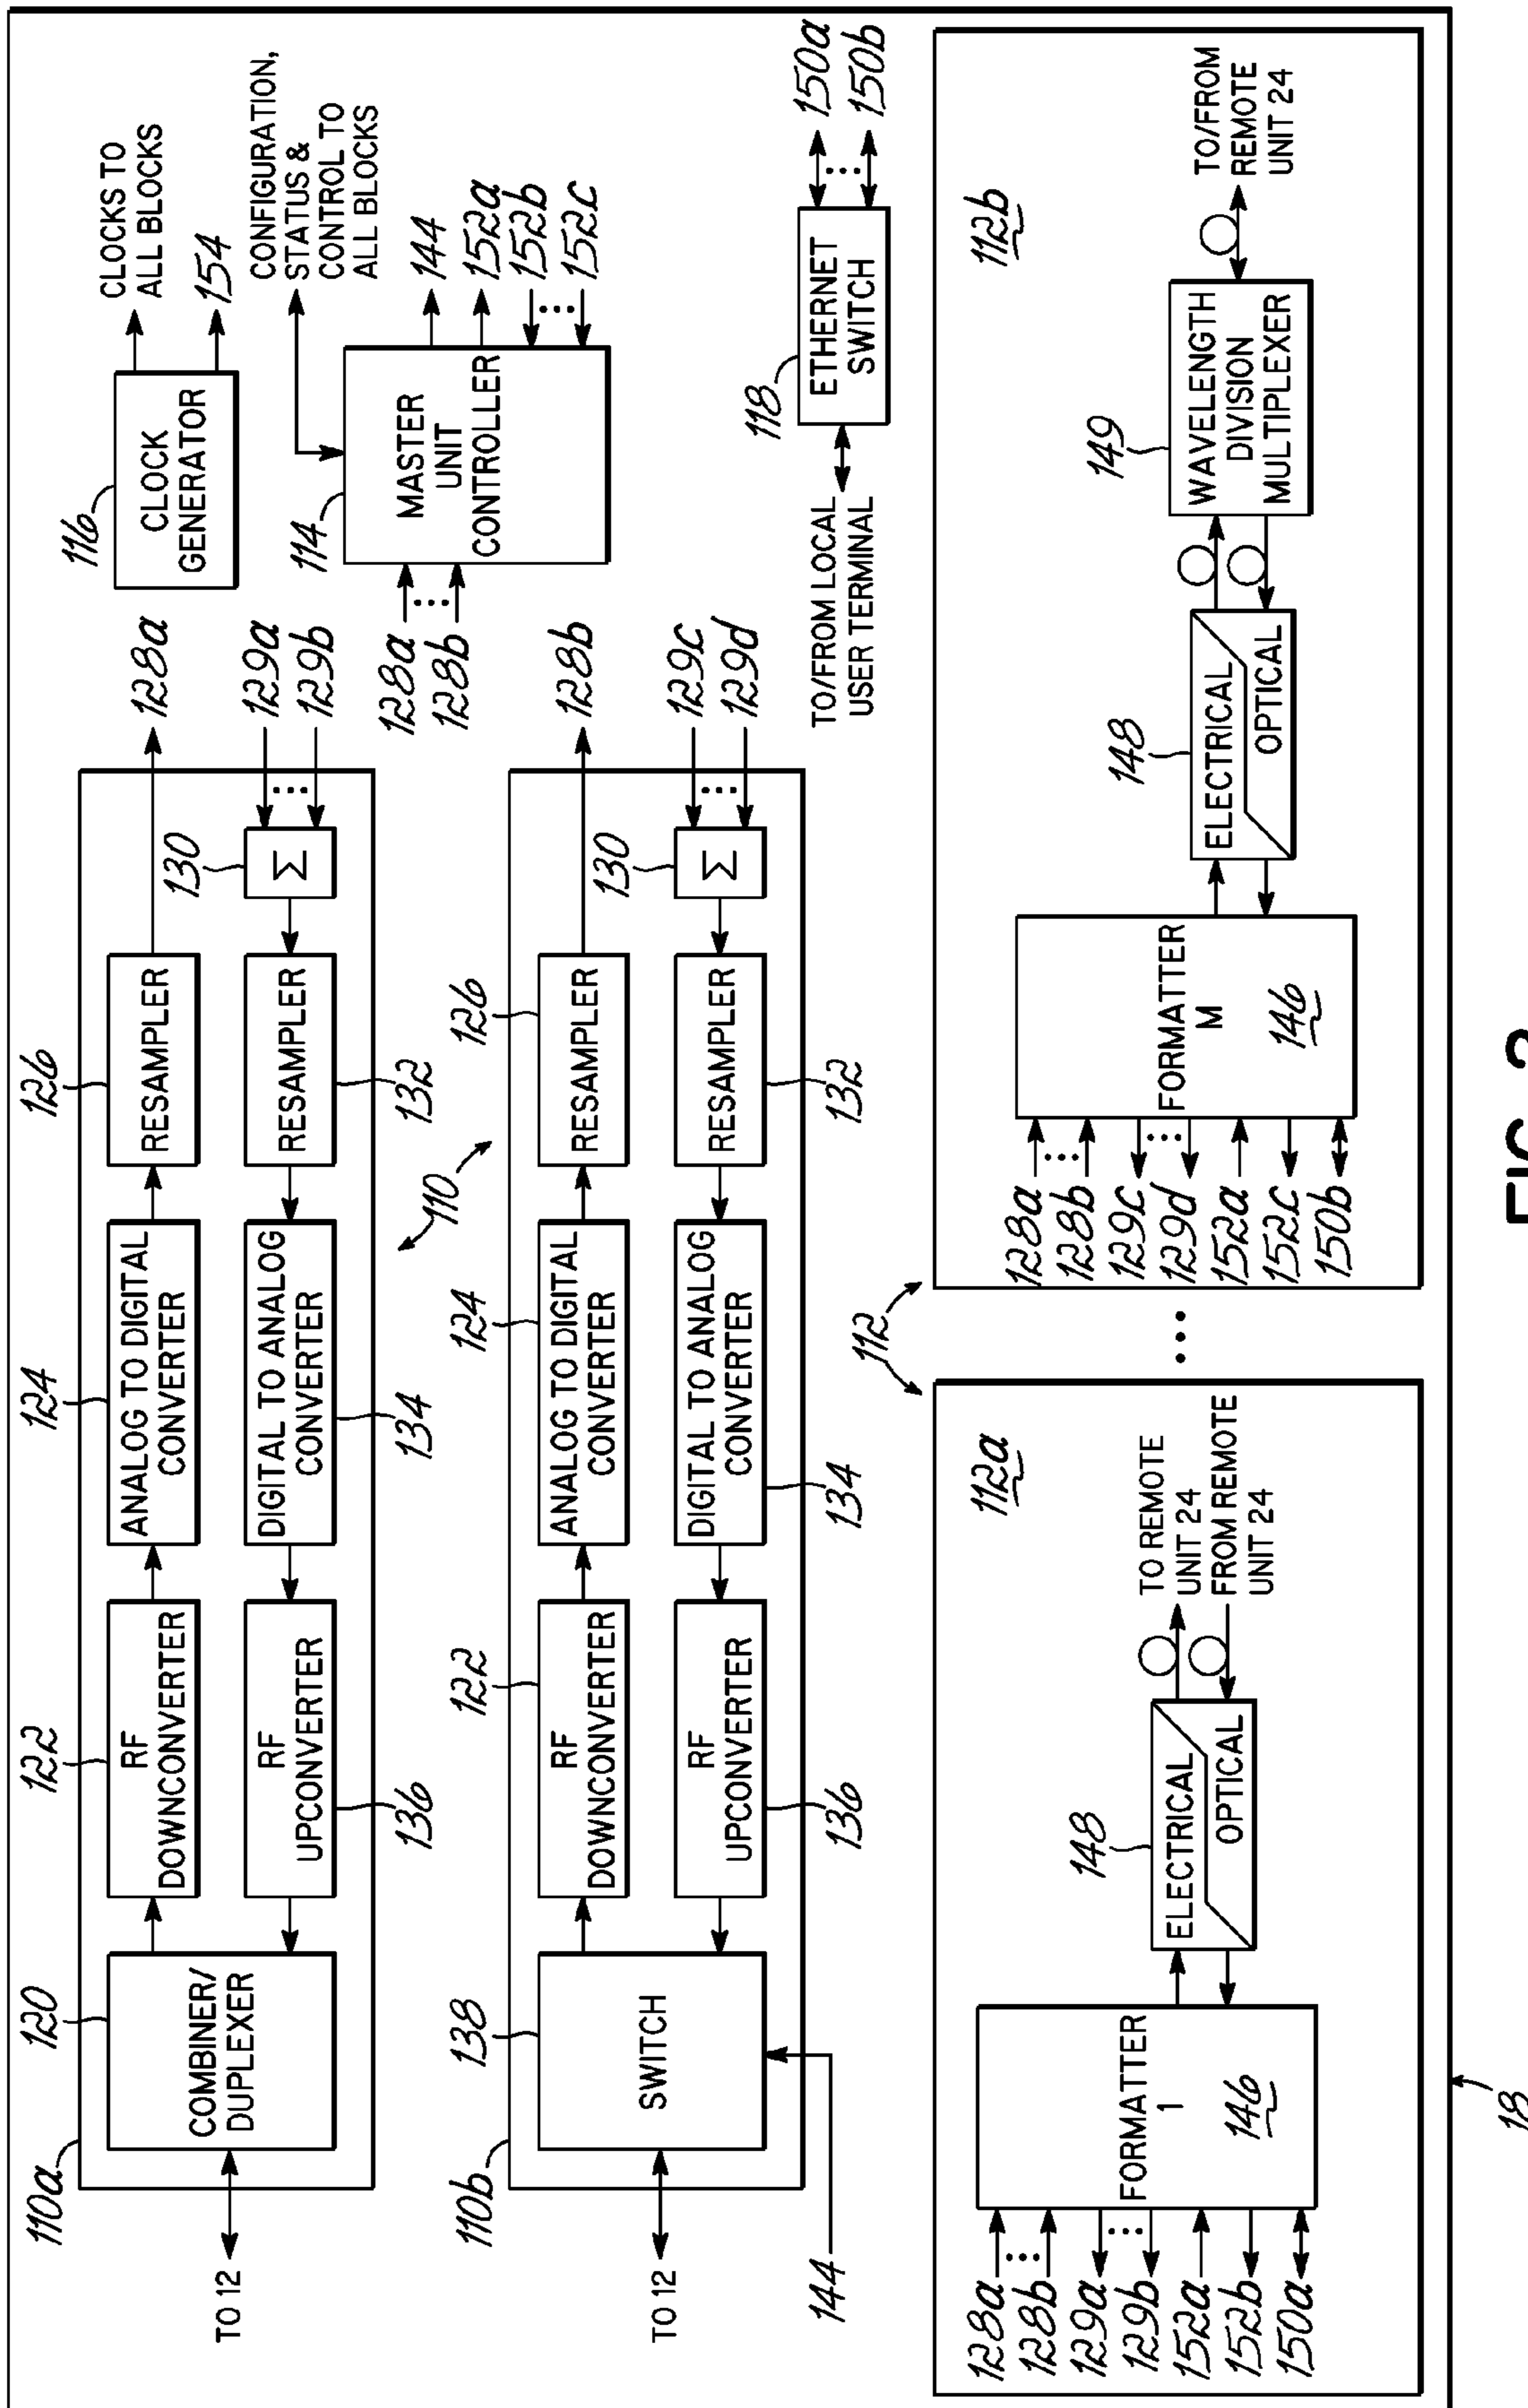 110a
TO 12
120
COMBINER/
DUPLEXER
122
RF
DOWNCONVERTER
124
ANALOG TO DIGITAL
CONVERTER
126
RESAMPLER
128a
RF
UPCONVERTER
136
DIGITAL TO ANALOG
CONVERTER
134
RESAMPLER
132
130
Σ
129a
129b
110
110b
TO 12
144
138
SWITCH
122
RF
DOWNCONVERTER
124
ANALOG TO DIGITAL
CONVERTER
126
RESAMPLER
128b
RF
UPCONVERTER
136
DIGITAL TO ANALOG
CONVERTER
134
RESAMPLER
132
130
Σ
129c
129d
116
CLOCK
GENERATOR
CLOCKS TO
ALL BLOCKS
154
CONFIGURATION,
STATUS &
CONTROL TO
ALL BLOCKS
114
MASTER
UNIT
CONTROLLER
128a
128b
144
152a
152b
152c
118
ETHERNET
SWITCH
TO/FROM LOCAL
USER TERMINAL
150a
150b
112
112a
128a
128b
129a
129b
152a
152b
150a
FORMATTER
1
146
148
ELECTRICAL
OPTICAL
TO REMOTE
UNIT 24
FROM REMOTE
UNIT 24
112b
128a
128b
129c
129d
152a
152c
150b
FORMATTER
M
146
148
ELECTRICAL
OPTICAL
149
WAVELENGTH
DIVISION
MULTIPLEXER
TO/FROM
REMOTE
UNIT 24
18